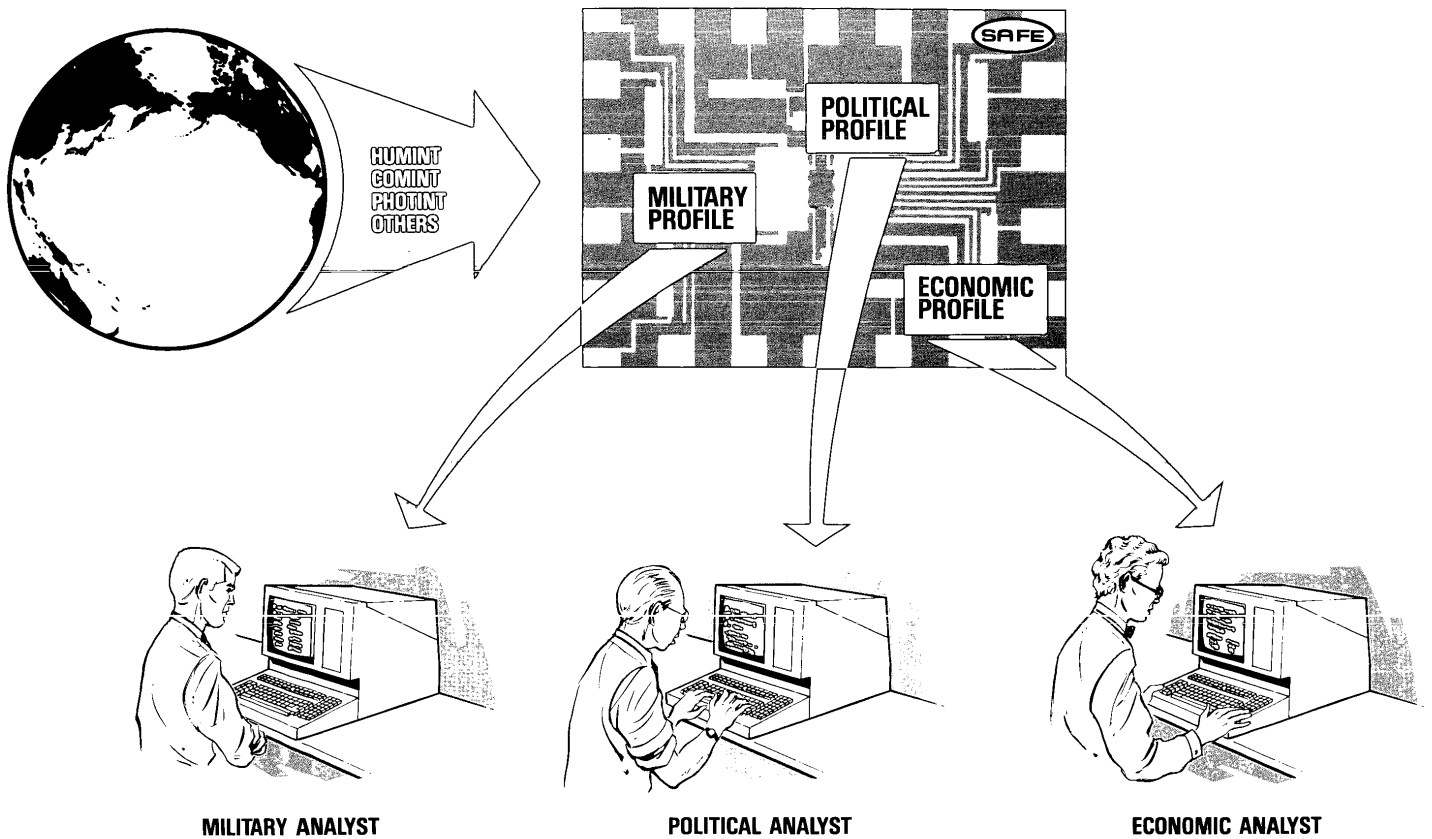 SAFE
HUMINT
COMINT
PHOTINT
OTHERS
POLITICAL
PROFILE
MILITARY
PROFILE
ECONOMIC
PROFILE
MILITARY ANALYST
POLITICAL ANALYST
ECONOMIC ANALYST